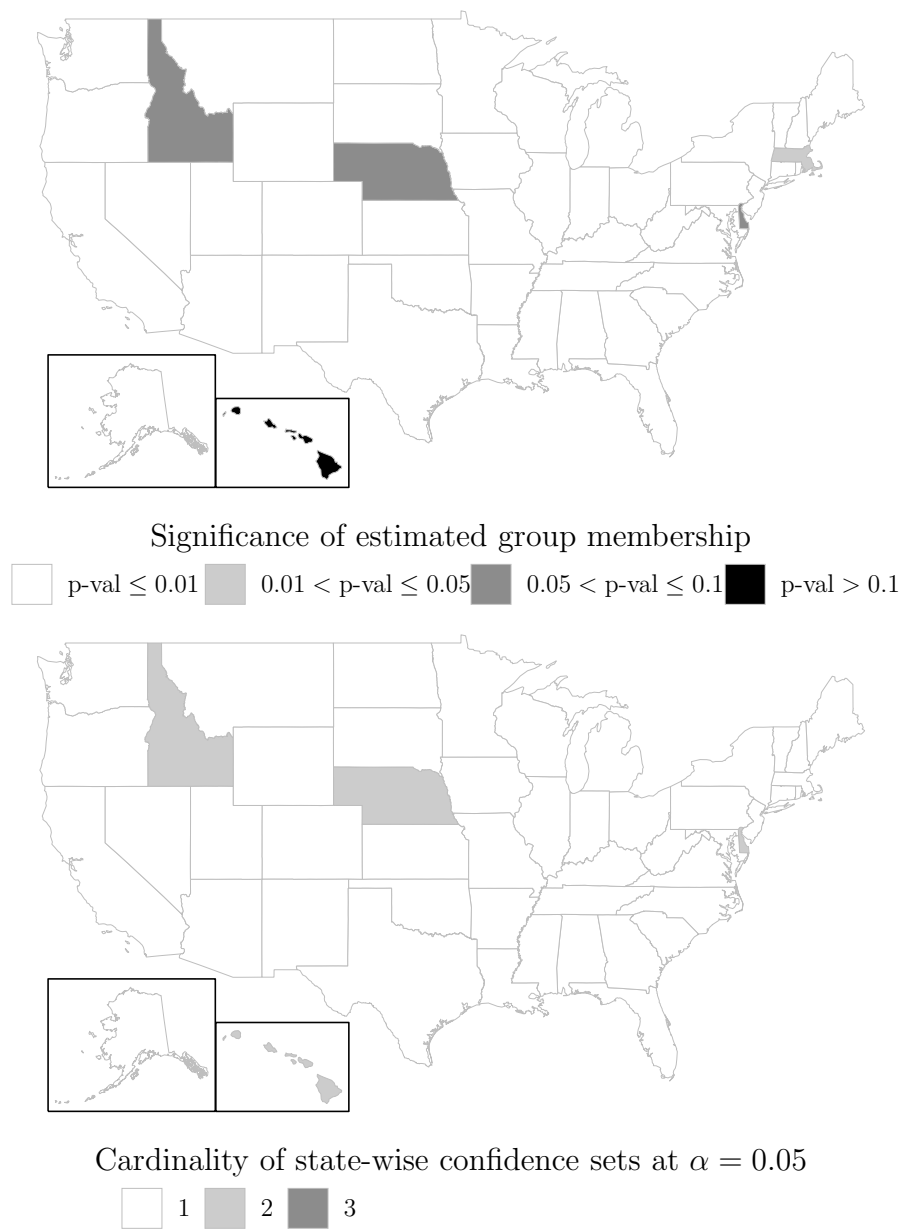 Significance of estimated group membership
p-val ≤ 0.01 0.01 < p-val ≤ 0.05 0.05 < p-val ≤ 0.1 p-val > 0.1
Cardinality of state-wise confidence sets at α = 0.05
1 2 3